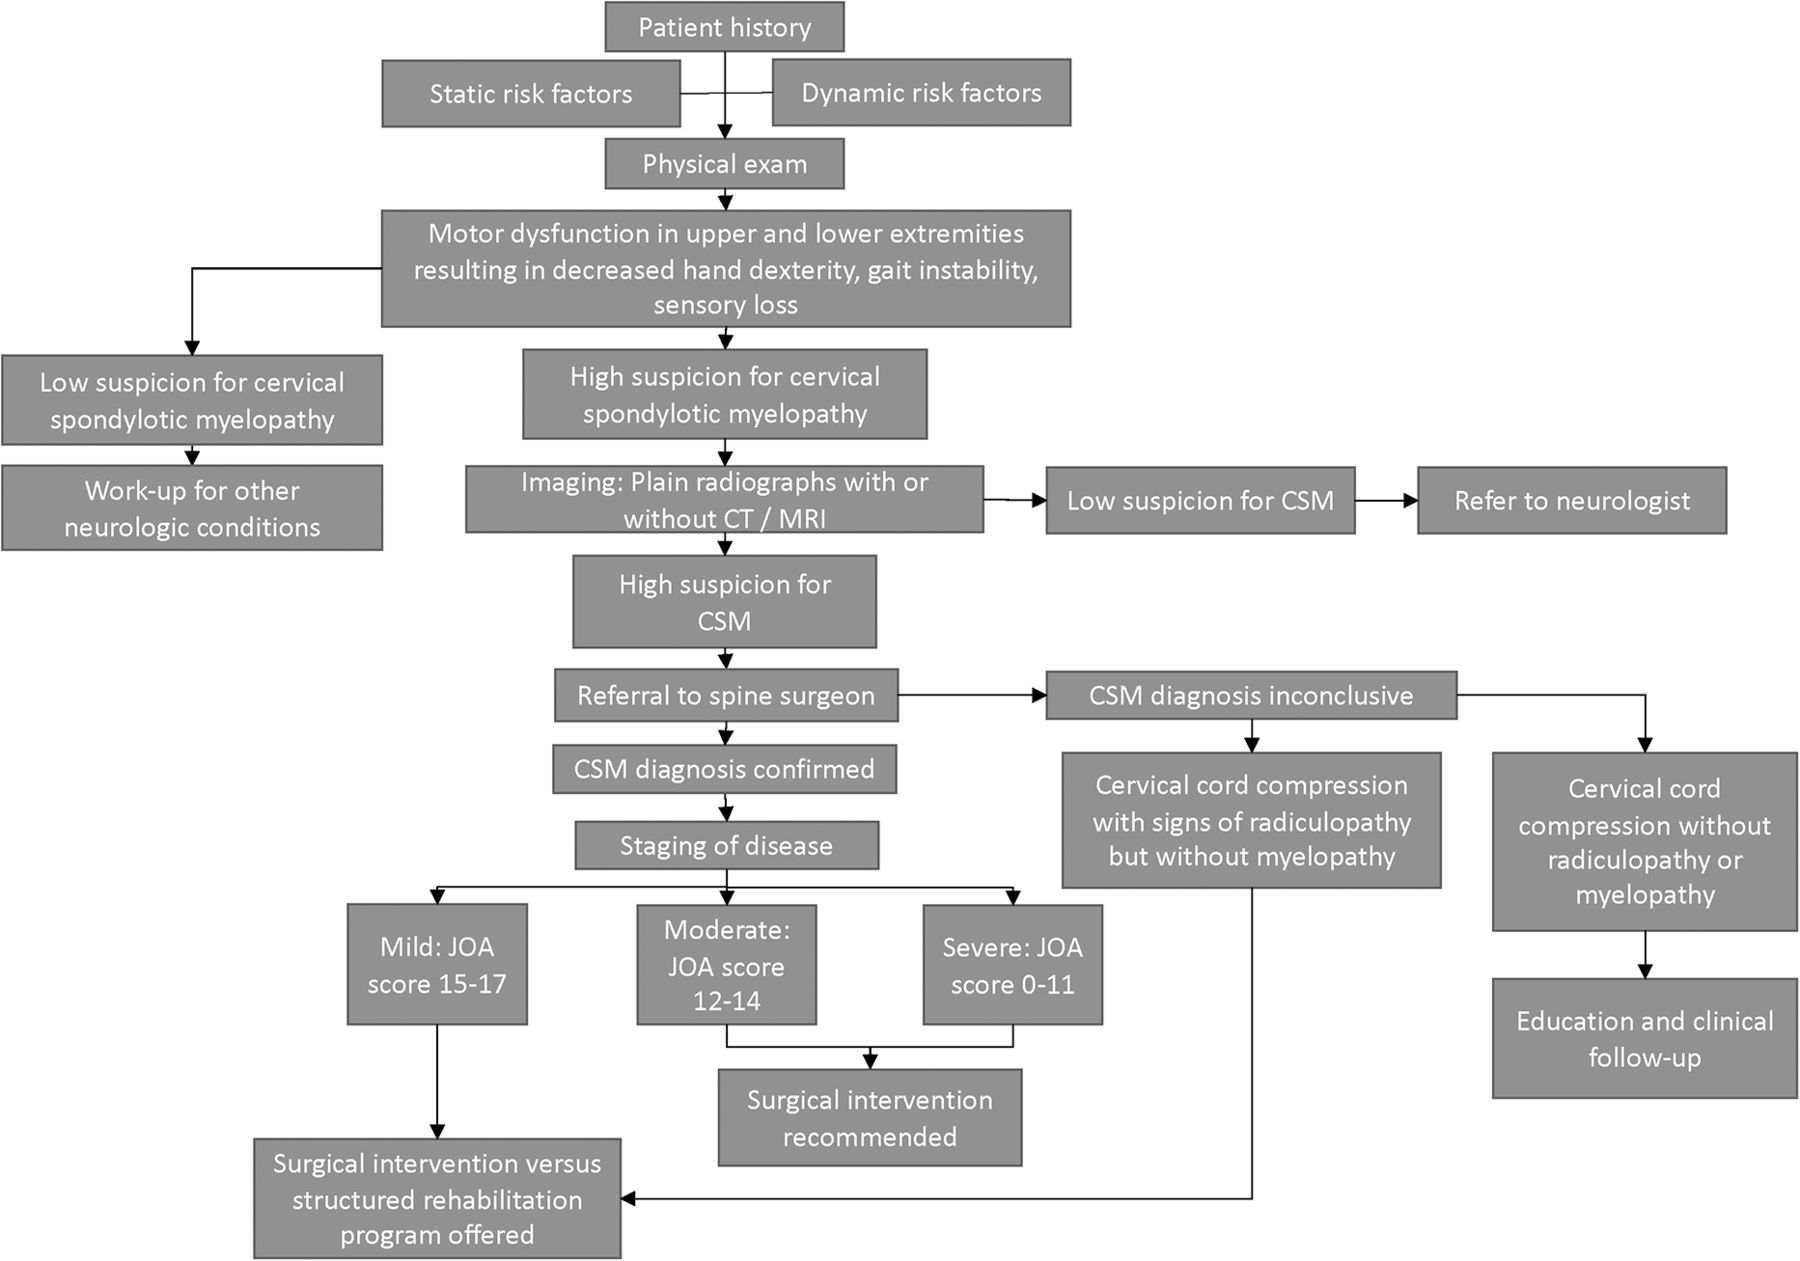 Patient history
Static risk factors
Dynamic risk factors
Physical exam
Motor dysfunction in upper and lower extremities
resulting in decreased hand dexterity, gait instability,
sensory loss
Low suspicion for cervical
spondylotic myelopathy
High suspicion for cervical
spondylotic myelopathy
Work-up for other
neurologic conditions
Imaging: Plain radiographs with or
without CT / MRI
Low suspicion for CSM
Refer to neurologist
High suspicion for
CSM
Referral to spine surgeon
CSM diagnosis inconclusive
CSM diagnosis confirmed
Cervical cord compression
with signs of radiculopathy
but without myelopathy
Cervical cord
compression without
radiculopathy or
myelopathy
Staging of disease
Mild: JOA
score 15-17
Moderate:
JOA score
12-14
Severe: JOA
score 0-11
Education and clinical
follow-up
Surgical intervention
recommended
Surgical intervention versus
structured rehabilitation
program offered